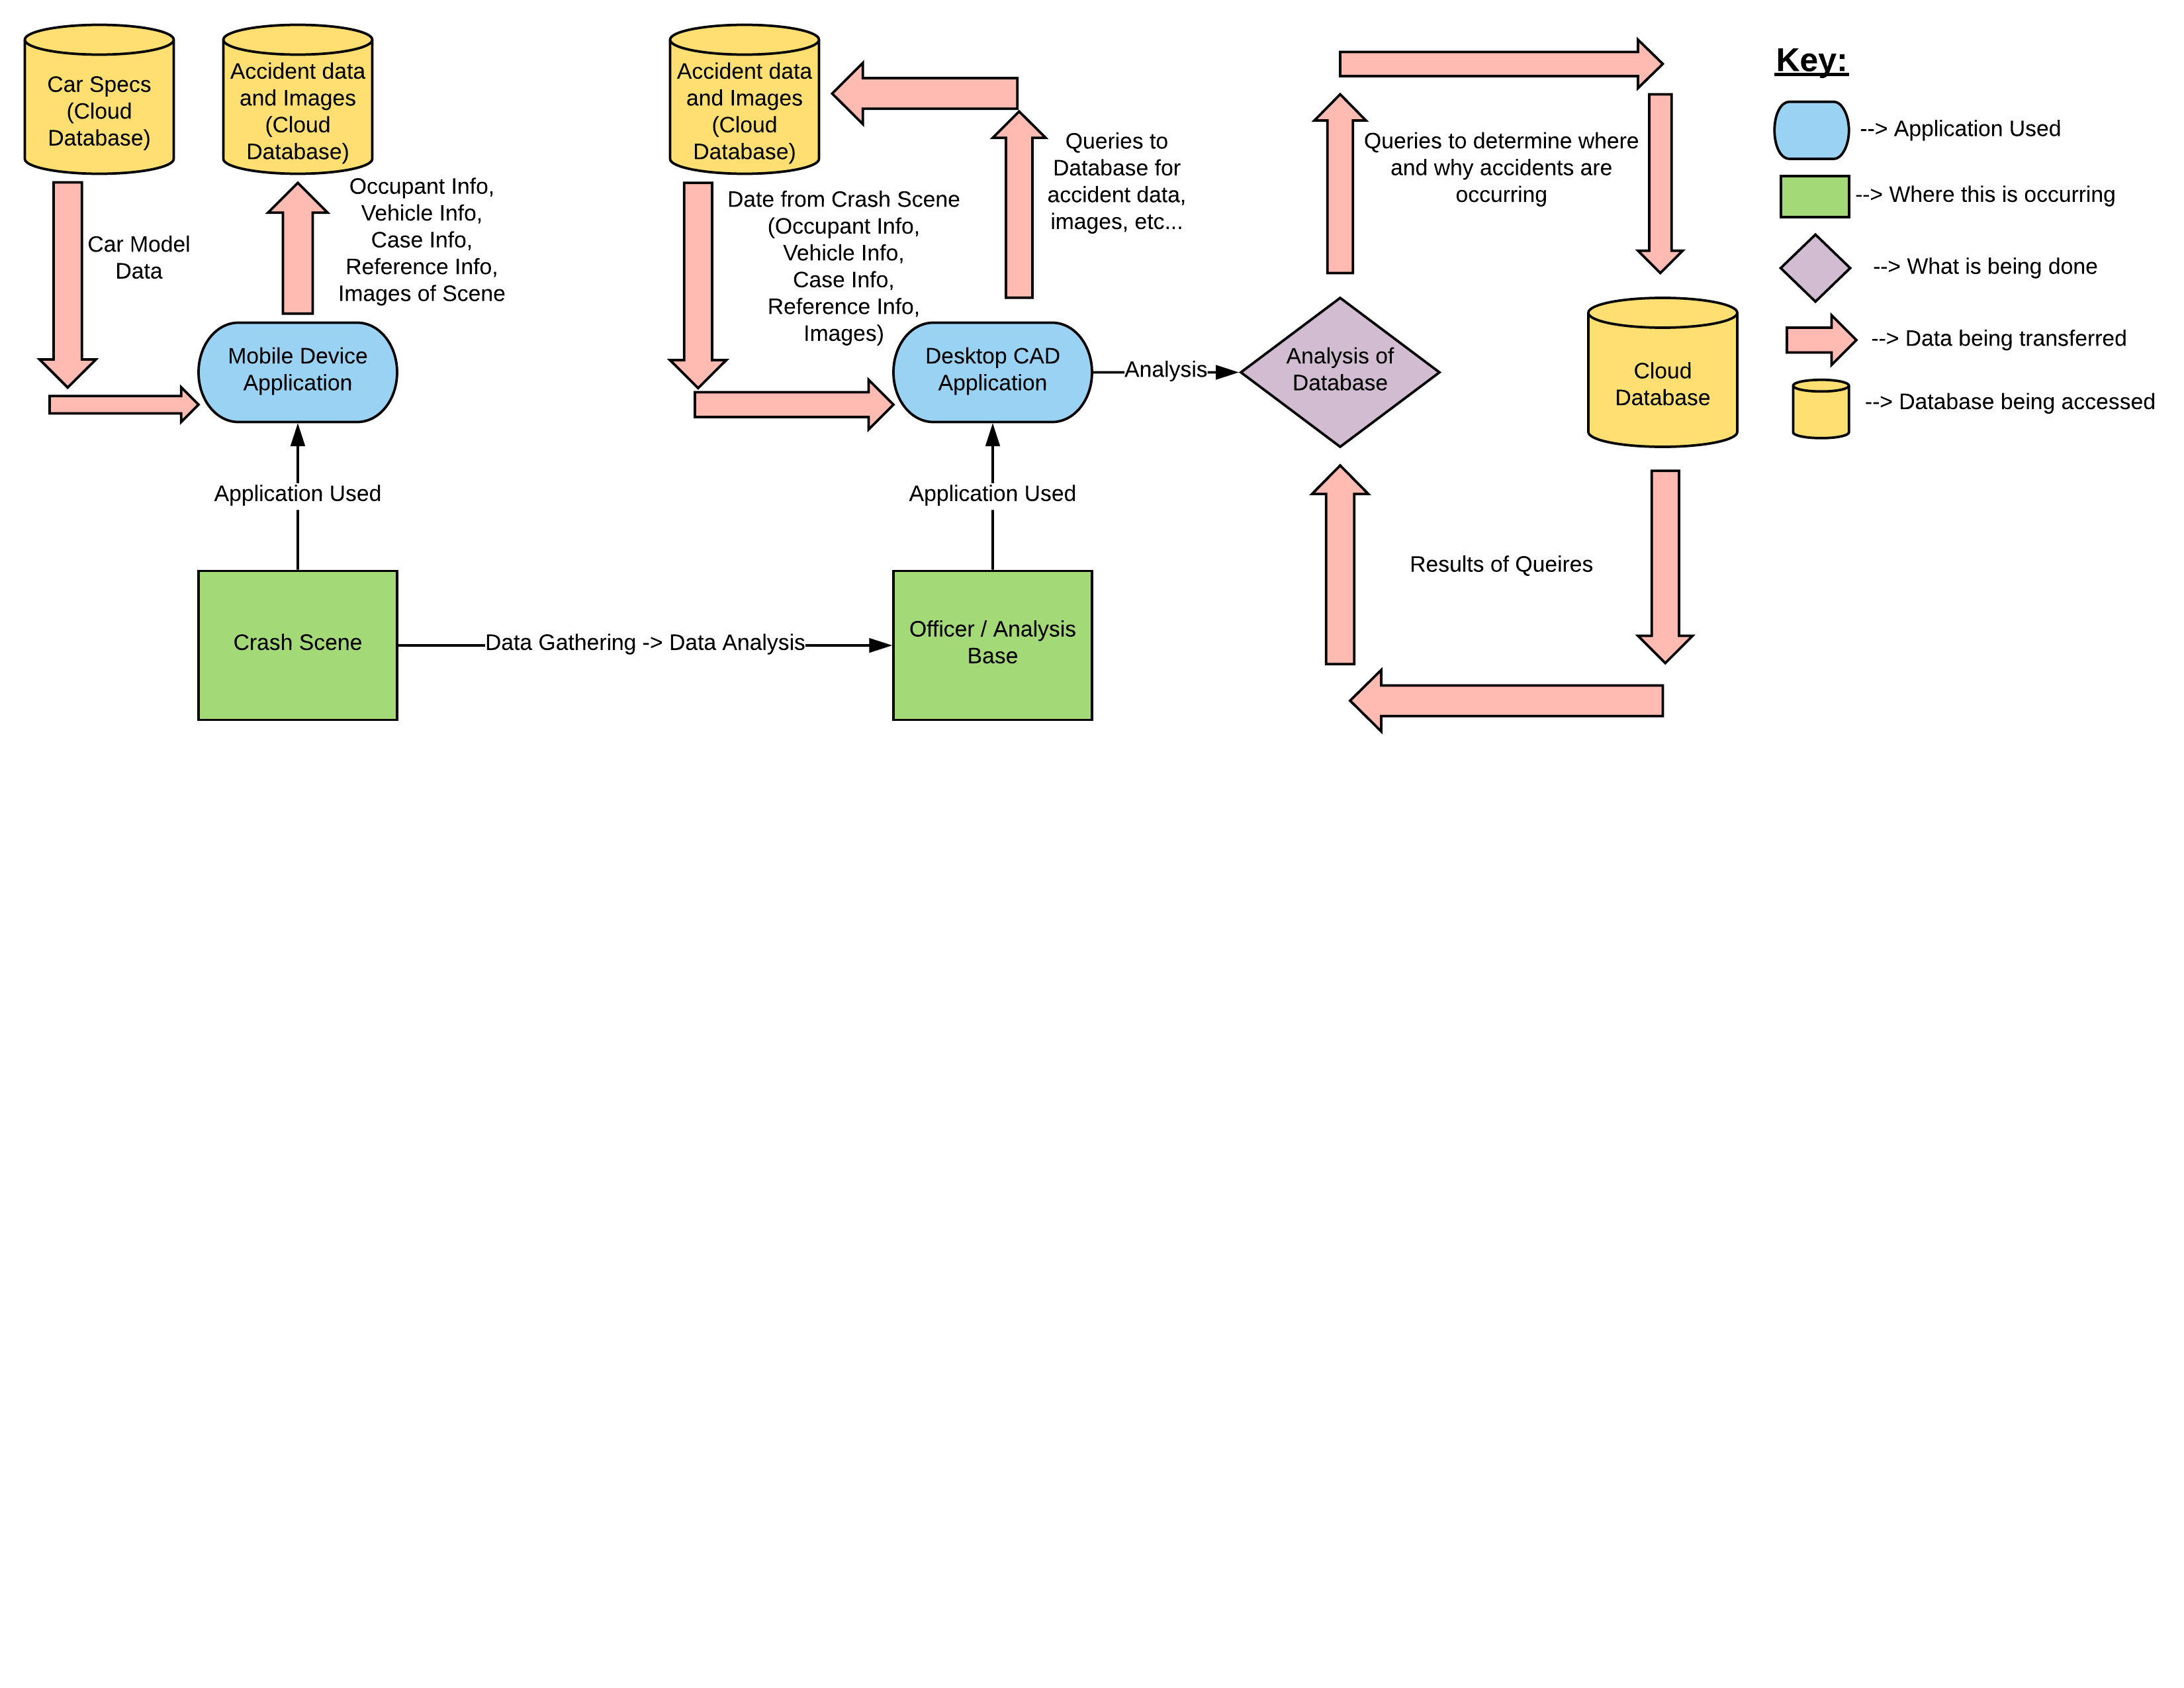 Car Specs
(Cloud
Database)
Accident data
and Images
(Cloud
Database)
Car Model
Data
Occupant Info,
Vehicle Info,
Case Info,
Reference Info,
Images of Scene
Mobile Device
Application
Application Used
Crash Scene
Data Gathering -> Data Analysis
Accident data
and Images
(Cloud
Database)
Date from Crash Scene
(Occupant Info,
Vehicle Info,
Case Info,
Reference Info,
Images)
Queries to
Database for
accident data,
images, etc...
Desktop CAD
Application
Application Used
Officer / Analysis
Base
Analysis
Analysis of
Database
Queries to determine where
and why accidents are
occurring
Cloud
Database
Results of Queires
Key:
--> Application Used
--> Where this is occurring
--> What is being done
--> Data being transferred
--> Database being accessed